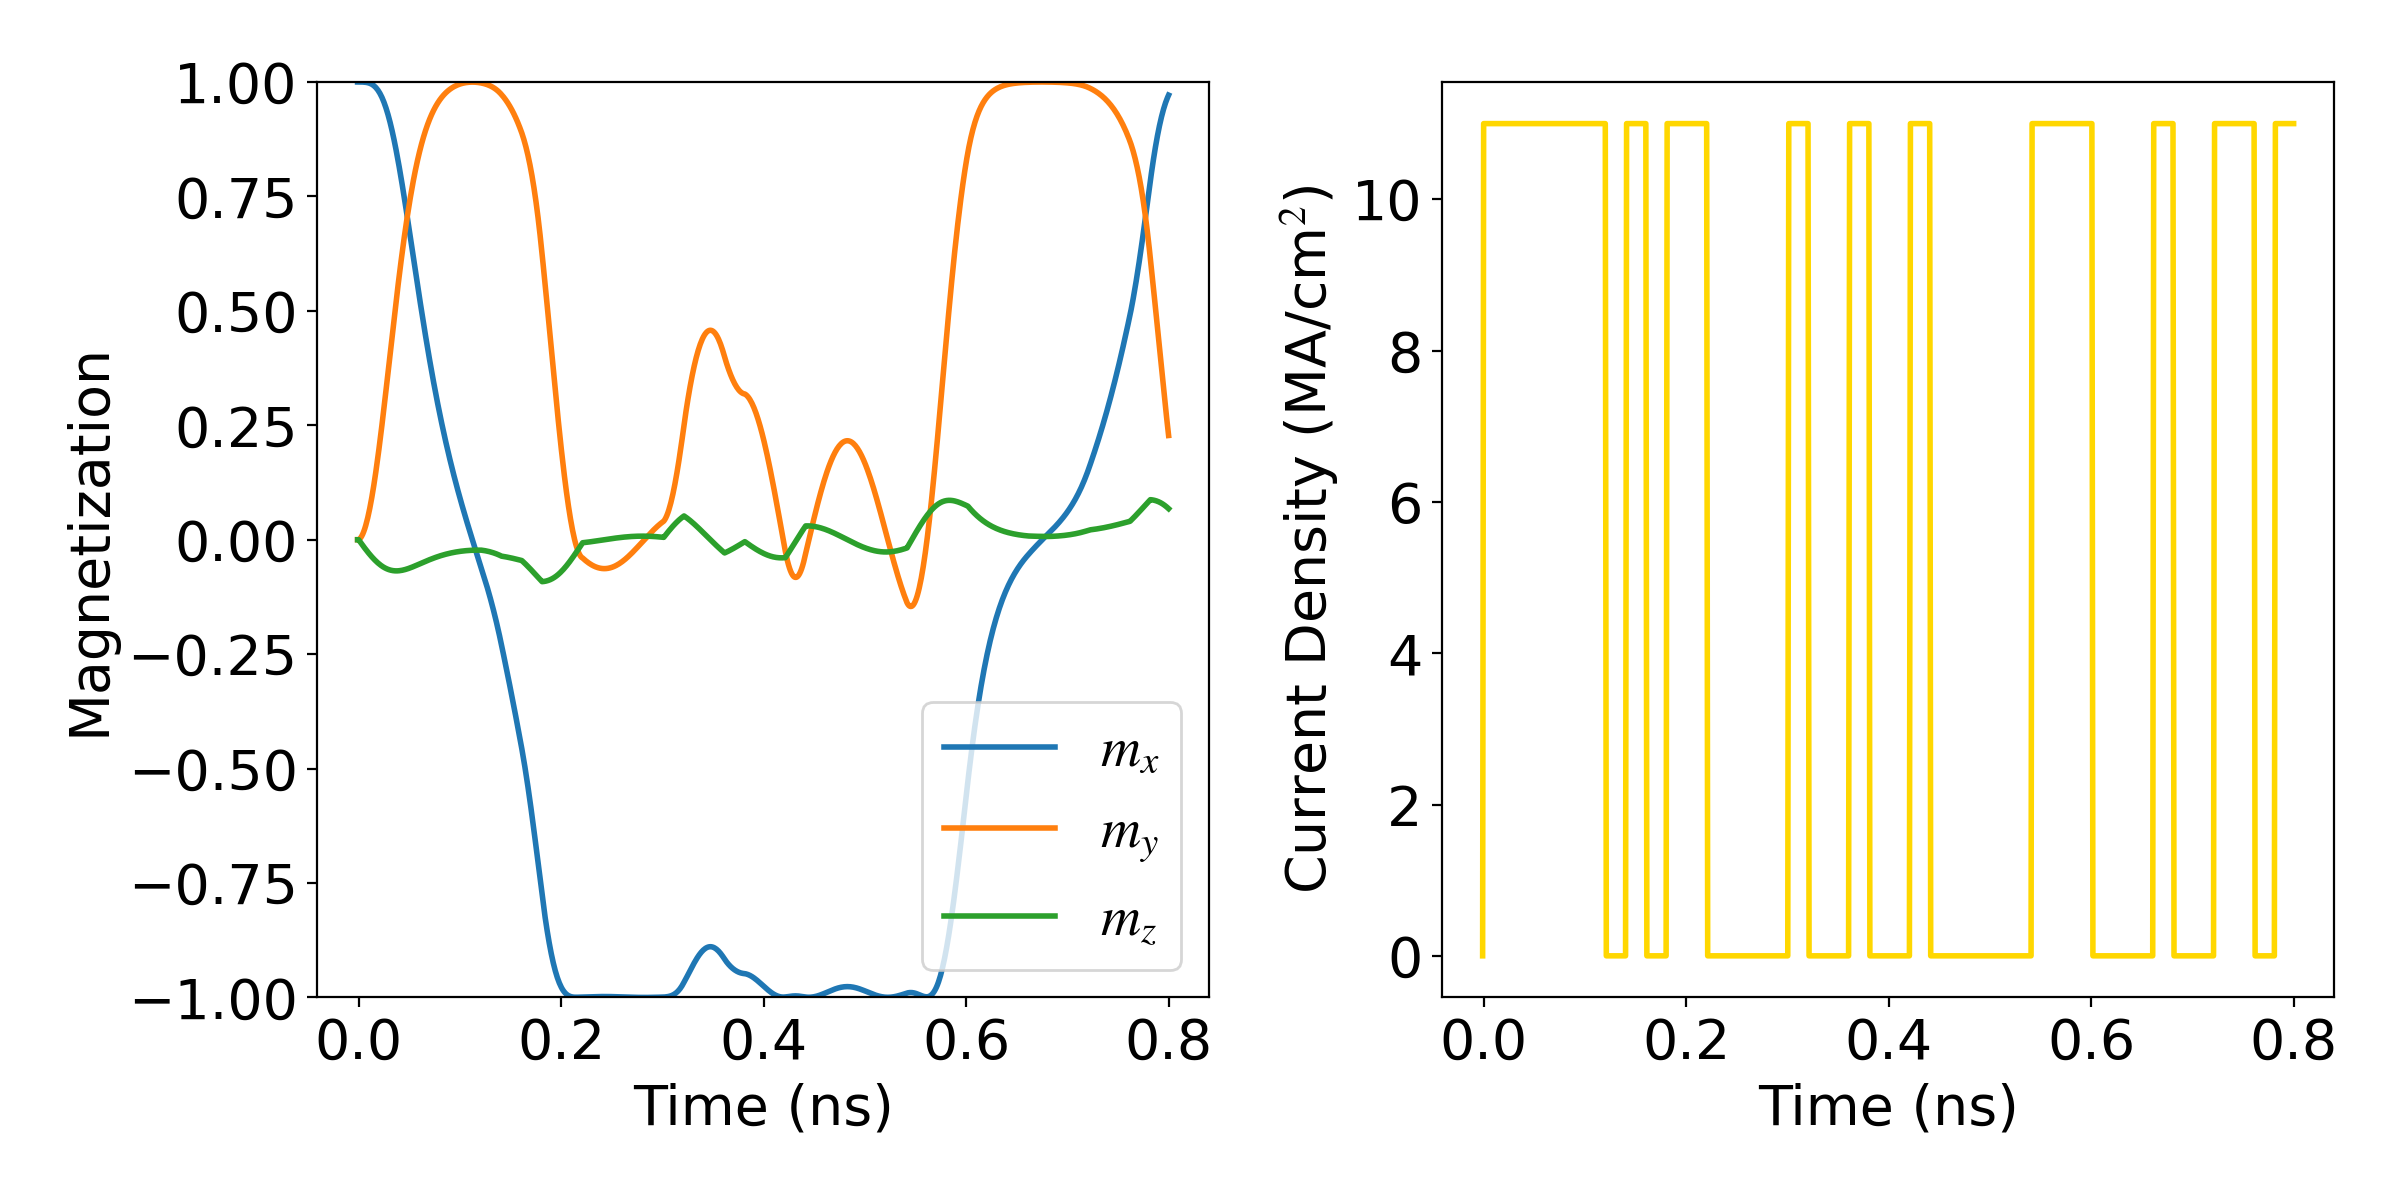 1.00
0.75
0.50
0.25
0.00
−0.25
−0.50
−0.75
−1.00
Magnetization
0.0 0.2 0.4 0.6 0.8
Time (ns)
m_x
m_y
m_z
10
8
6
4
2
0
Current Density (MA/cm²)
0.0 0.2 0.4 0.6 0.8
Time (ns)